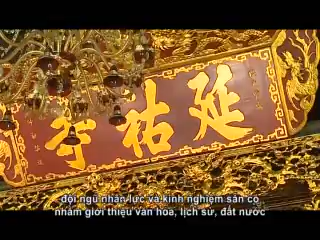 延祐寺
đội ngũ nhân lực và kinh nghiệm sẵn có
nhằm giới thiệu văn hóa, lịch sử, đất nước